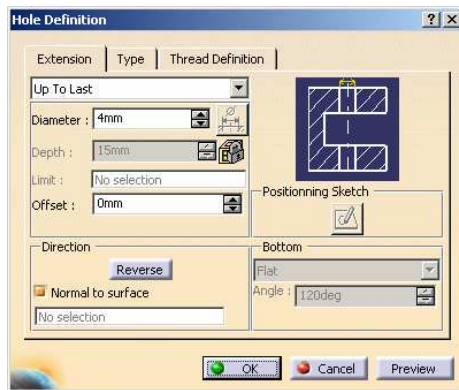 Hole Definition
Extension
Type
Thread Definition
Up To Last
Diameter : 4mm
Depth : 15mm
Limit : No selection
Offset : 0mm
Positionning Sketch
Direction
Reverse
Normal to surface
No selection
Bottom
Flat
Angle : 120deg
OK
Cancel
Preview